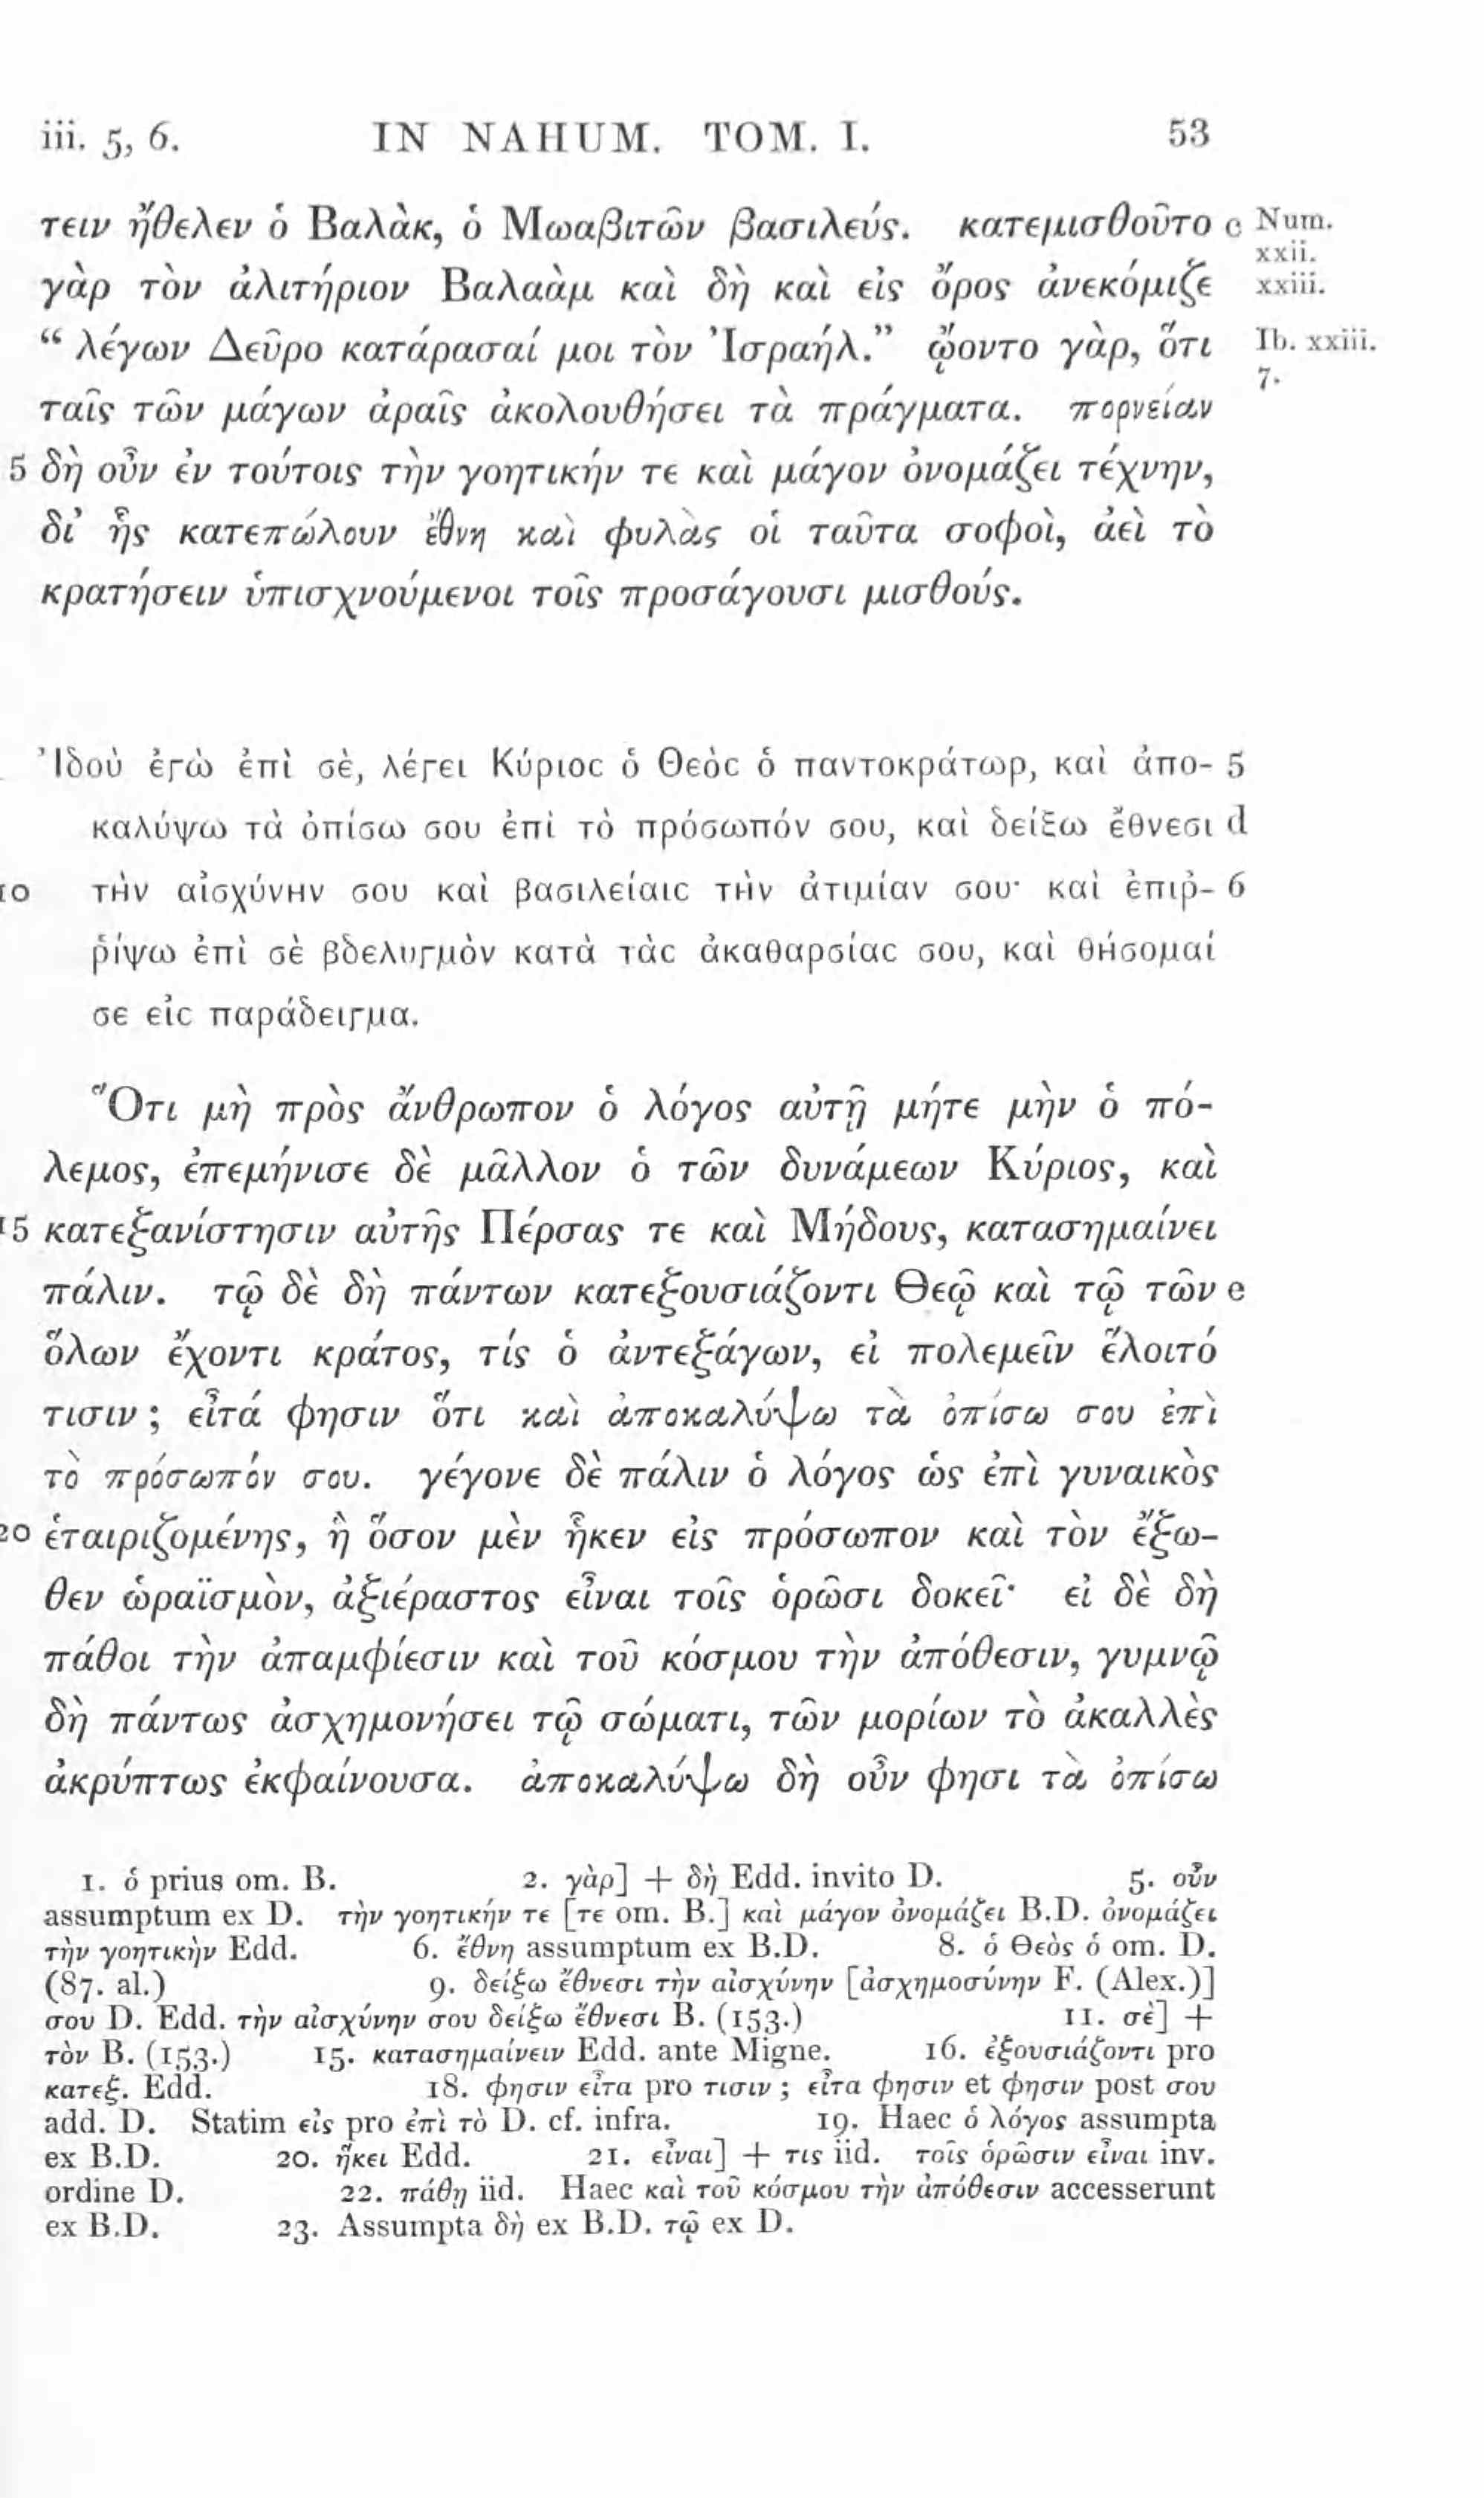 iii. 5, 6. IN NAHUM. TOM. I. 53
τειν ἤθελεν ὁ Βαλὰκ, ὁ Μωαβιτῶν βασιλεύς. κατεμισθοῦτο c Num. xxii.
γὰρ τὸν ἀλιτήριον Βαλαὰμ καὶ δὴ καὶ εἰς ὄρος ἀνεκόμιζε xxiii.
“ λέγων Δεῦρο κατάρασαί μοι τὸν Ἰσραήλ.” ᾤοντο γὰρ, ὅτι Ib. xxiii. 7.
ταῖς τῶν μάγων ἀραῖς ἀκολουθήσει τὰ πράγματα. πορνείαν
5 δὴ οὖν ἐν τούτοις τὴν γοητικήν τε καὶ μάγον ὀνομάζει τέχνην,
δι’ ἧς κατεπώλουν ἔθνη καὶ φυλὰς οἱ ταῦτα σοφοὶ, ἀεὶ τὸ
κρατήσειν ὑπισχνούμενοι τοῖς προσάγουσι μισθούς.
Ἰδοὺ ἐγὼ ἐπὶ σὲ, λέγει Κύριος ὁ Θεὸς ὁ παντοκράτωρ, καὶ ἀπο- 5
καλύψω τὰ ὀπίσω σου ἐπὶ τὸ πρόσωπόν σου, καὶ δείξω ἔθνεσι d
10 τὴν αἰσχύνην σου καὶ βασιλείαις τὴν ἀτιμίαν σου· καὶ ἐπιῤ- 6
ῥίψω ἐπὶ σὲ βδελυγμὸν κατὰ τὰς ἀκαθαρσίας σου, καὶ θήσομαί
σε εἰς παράδειγμα.
Ὅτι μὴ πρὸς ἄνθρωπον ὁ λόγος αὐτῇ μήτε μὴν ὁ πό-
λεμος, ἐπεμήνισε δὲ μᾶλλον ὁ τῶν δυνάμεων Κύριος, καὶ
15 κατεξανίστησιν αὐτῆς Πέρσας τε καὶ Μήδους, κατασημαίνει
πάλιν. τῷ δὲ δὴ πάντων κατεξουσιάζοντι Θεῷ καὶ τῷ τῶν e
ὅλων ἔχοντι κράτος, τίς ὁ ἀντεξάγων, εἰ πολεμεῖν ἕλοιτό
τισιν ; εἶτά φησιν ὅτι καὶ ἀποκαλύψω τὰ ὀπίσω σου ἐπὶ
τὸ πρόσωπόν σου. γέγονε δὲ πάλιν ὁ λόγος ὡς ἐπὶ γυναικὸς
20 ἑταιριζομένης, ἣ ὅσον μὲν ἧκεν εἰς πρόσωπον καὶ τὸν ἔξω-
θεν ὡραϊσμὸν, ἀξιέραστος εἶναι τοῖς ὁρῶσι δοκεῖ· εἰ δὲ δὴ
πάθοι τὴν ἀπαμφίεσιν καὶ τοῦ κόσμου τὴν ἀπόθεσιν, γυμνῷ
δὴ πάντως ἀσχημονήσει τῷ σώματι, τῶν μορίων τὸ ἀκαλλὲς
ἀκρύπτως ἐκφαίνουσα. ἀποκαλύψω δὴ οὖν φησι τὰ ὀπίσω
1. ὁ prius om. B. 2. γὰρ] + δὴ Edd. invito D. 5. οὖν
assumptum ex D. τὴν γοητικήν τε [τε om. B.] καὶ μάγον ὀνομάζει B.D. ὀνομάζει
τὴν γοητικὴν Edd. 6. ἔθνη assumptum ex B.D. 8. ὁ Θεὸς ὁ om. D.
(87. al.) 9. δείξω ἔθνεσι τὴν αἰσχύνην [ἀσχημοσύνην F. (Alex.)]
σου D. Edd. τὴν αἰσχύνην σου δείξω ἔθνεσι B. (153.) 11. σὲ] +
τὸν B. (153.) 15. κατασημαίνειν Edd. ante Migne. 16. ἐξουσιάζοντι pro
κατεξ. Edd. 18. φησιν εἶτα pro τισιν ; εἶτα φησιν et φησιν post σου
add. D. Statim εἰς pro ἐπὶ τὸ D. cf. infra. 19. Haec ὁ λόγος assumpta
ex B.D. 20. ἥκει Edd. 21. εἶναι] + τις iid. τοῖς ὁρῶσιν εἶναι inv.
ordine D. 22. πάθῃ iid. Haec καὶ τοῦ κόσμου τὴν ἀπόθεσιν accesserunt
ex B.D. 23. Assumpta δὴ ex B.D. τῷ ex D.